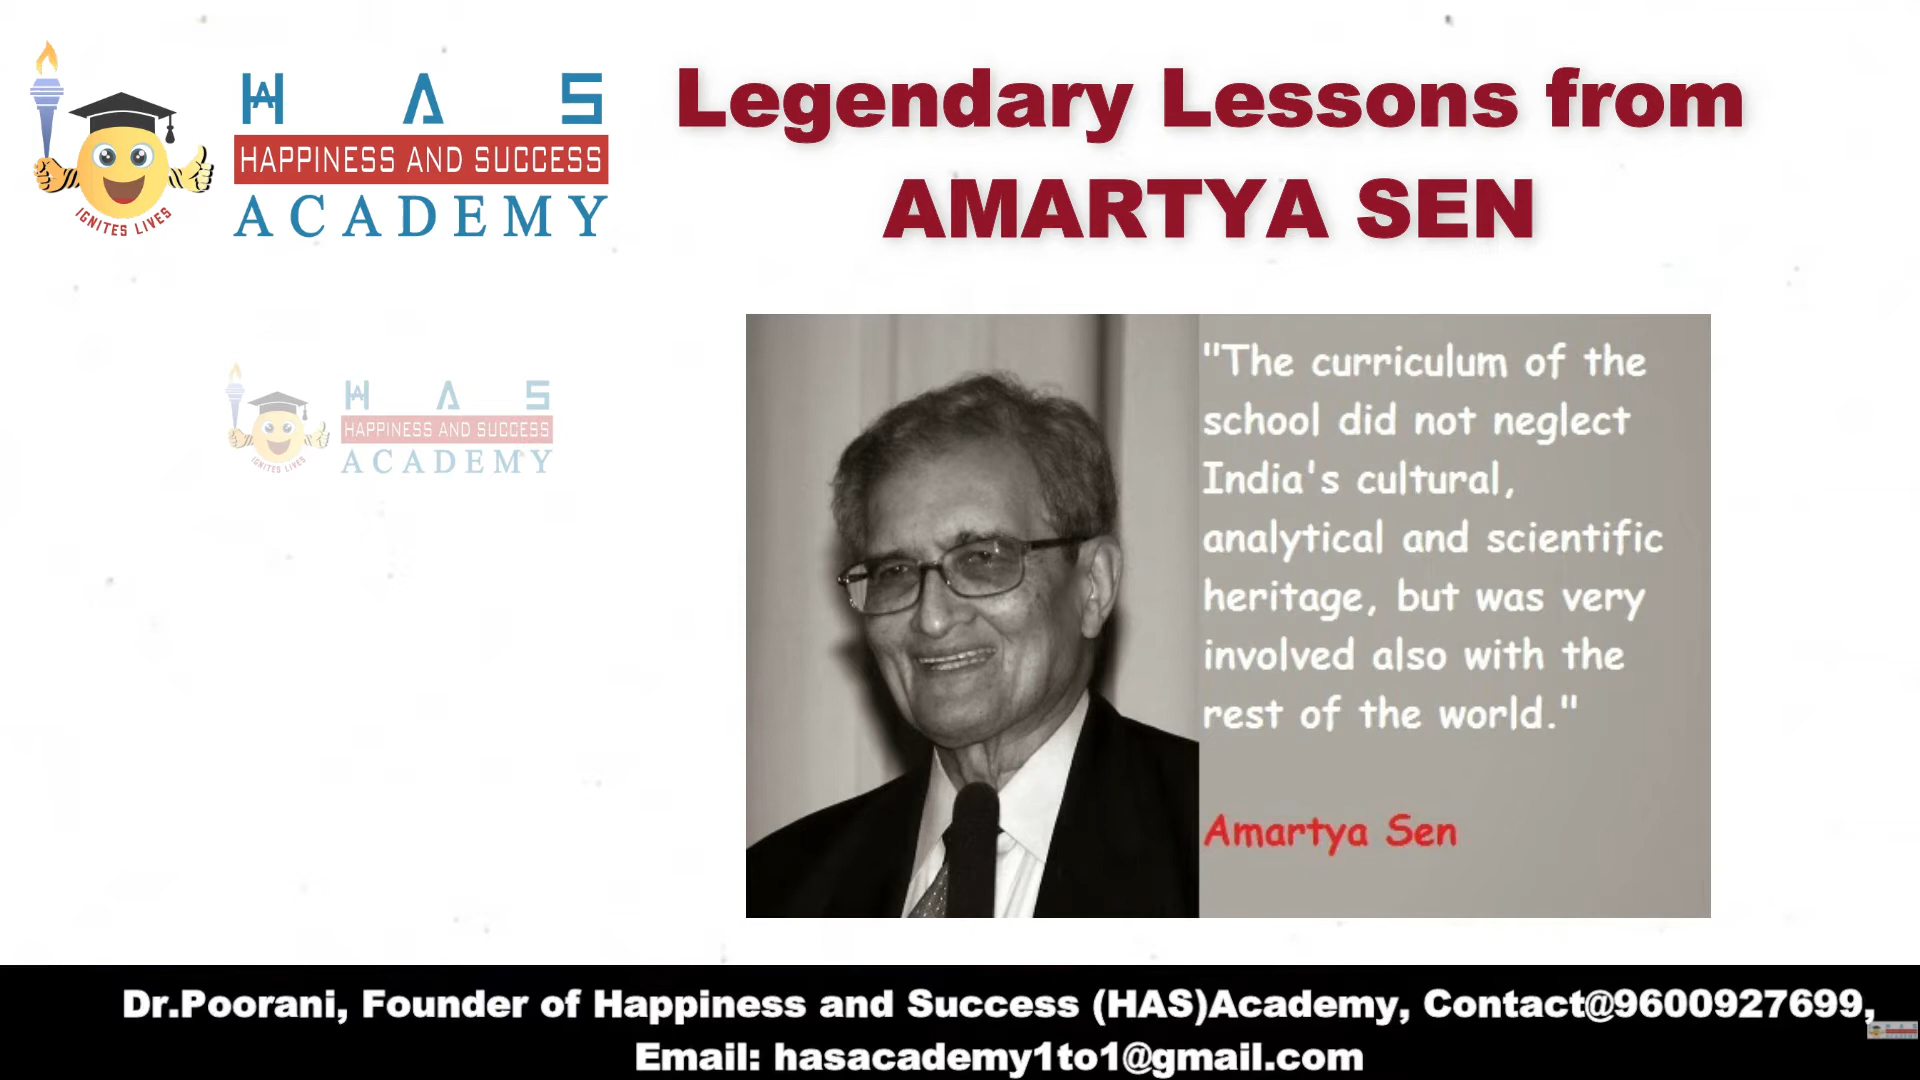 H A S
HAPPINESS AND SUCCESS
ACADEMY
IGNITES LIVES
Legendary Lessons from
AMARTYA SEN
H A S
HAPPINESS AND SUCCESS
ACADEMY
IGNITES LIVES
"The curriculum of the
school did not neglect
India's cultural,
analytical and scientific
heritage, but was very
involved also with the
rest of the world."
Amartya Sen
Dr.Poorani, Founder of Happiness and Success (HAS)Academy, Contact@9600927699,
Email: hasacademy1to1@gmail.com